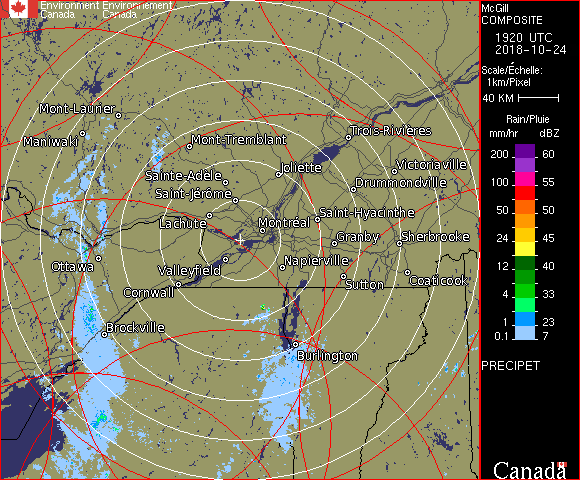 Environment Environnement
Canada Canada
McGill
COMPOSITE
1920 UTC
2018-10-24
Scale/Échelle:
1km/Pixel
40 KM
Rain/Pluie
mm/hr dBZ
200 60
100 55
50 50
24 45
12 40
4 33
1 23
0.1 7
PRECIPET
Canada
Mont-Laurier
Maniwaki
Mont-Tremblant
Trois-Rivières
Sainte-Adèle
Joliette
Victoriaville
Saint-Jérôme
Drummondville
Lachute
Montréal
Saint-Hyacinthe
Granby
Sherbrooke
Ottawa
Valleyfield
Napierville
Cornwall
Sutton
Coaticook
Brockville
Burlington